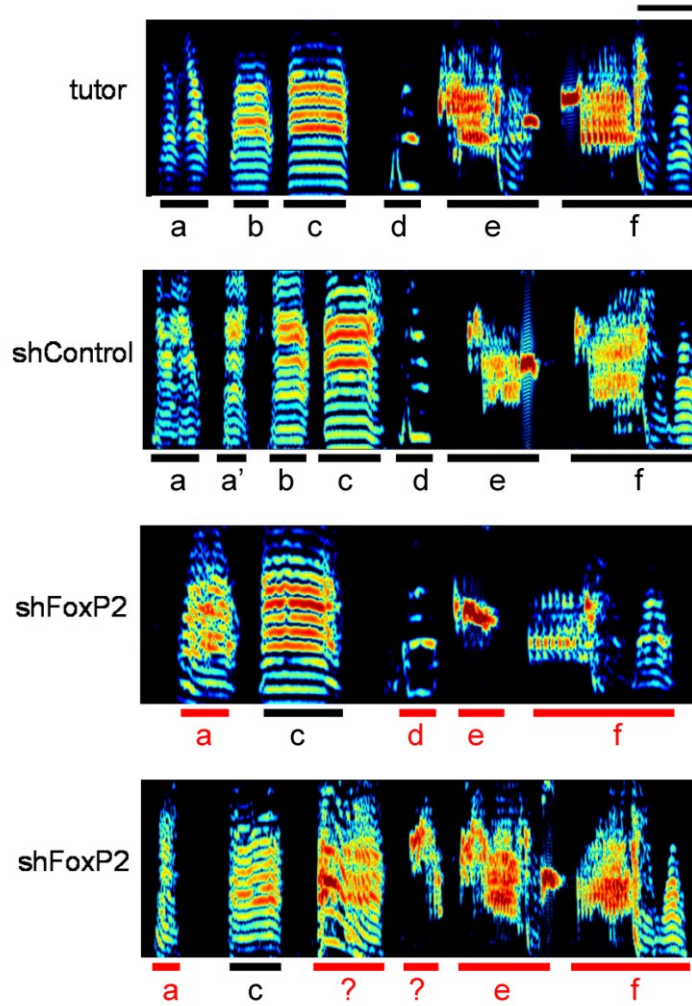 tutor
a b c d e f
shControl
a a’ b c d e f
shFoxP2
a c d e f
shFoxP2
a c ? ? e f